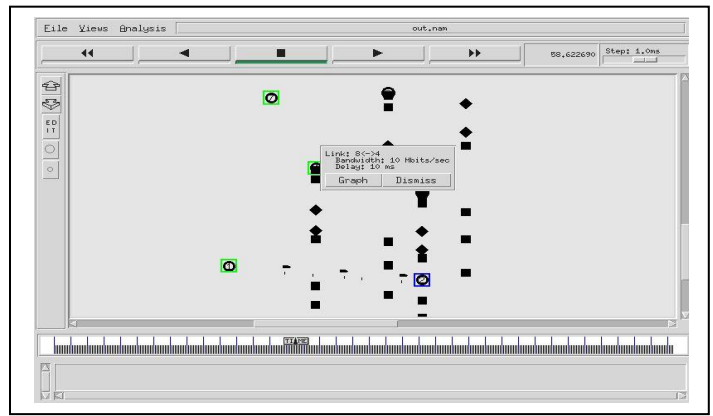 File Views Analysis out.nam
58.622690 Step: 1.0ms
ED
IT
Link: 8<->4
Bandwidth: 10 Mbits/sec
Delay: 10 ms
Graph Dismiss
TIME